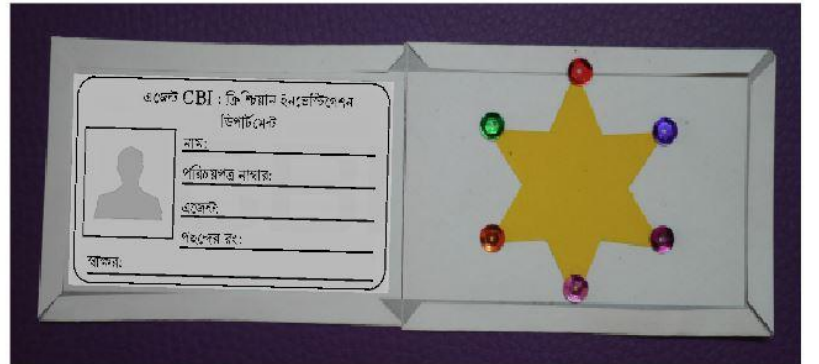 এজেন্ট CBI : ক্রিশ্চিয়ান ইনভেস্টিগেশন
ডিপার্টমেন্ট
নাম:
পরিচয়পত্র নাম্বার:
এজেন্ট:
পছন্দের রং:
স্বাক্ষর: